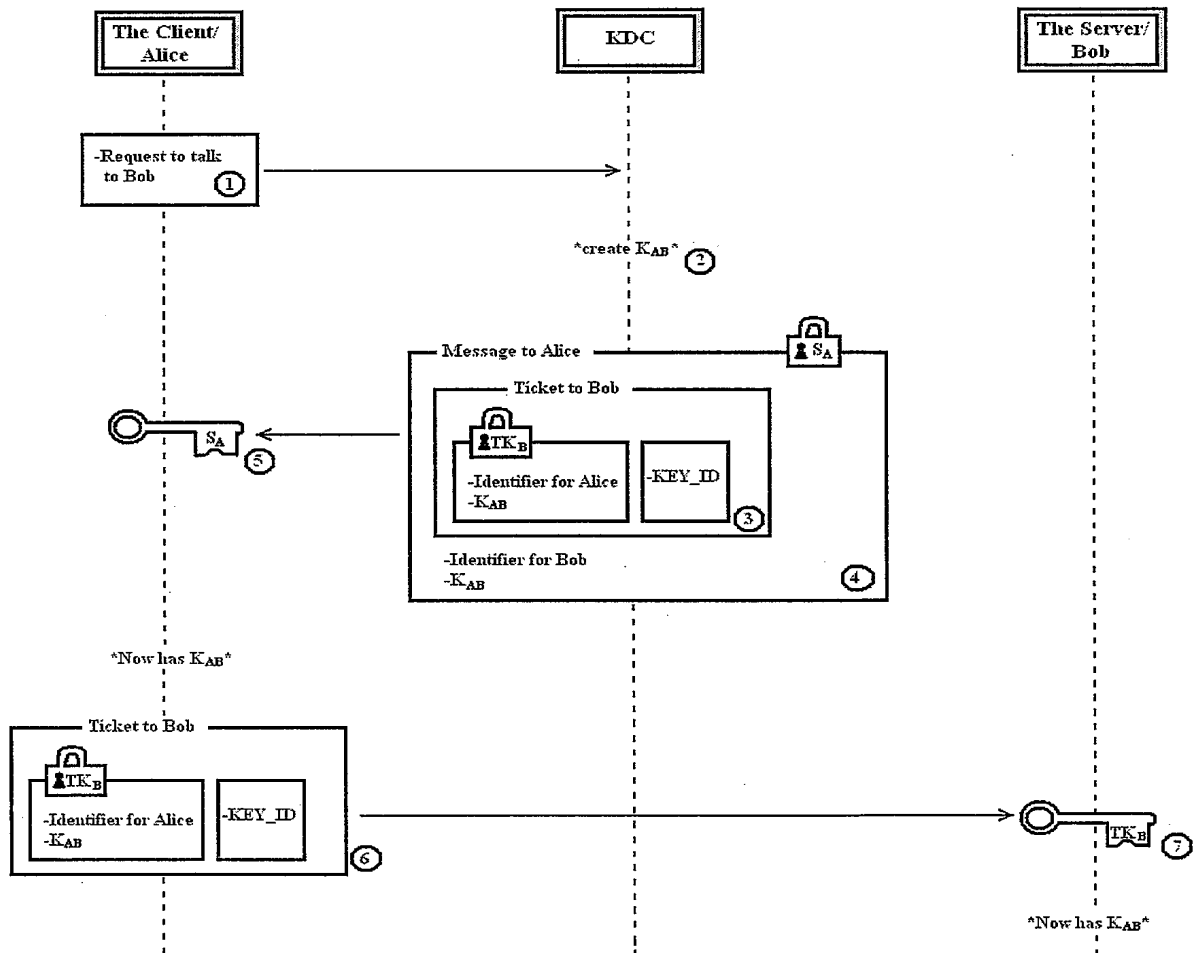 The Client/
Alice
KDC
The Server/
Bob
-Request to talk
to Bob
1
*create KAB*
2
Message to Alice
SA
Ticket to Bob
TKB
-Identifier for Alice
-KAB
-KEY_ID
3
SA
5
-Identifier for Bob
-KAB
4
*Now has KAB*
Ticket to Bob
TKB
-Identifier for Alice
-KAB
-KEY_ID
6
TKB
7
*Now has KAB*